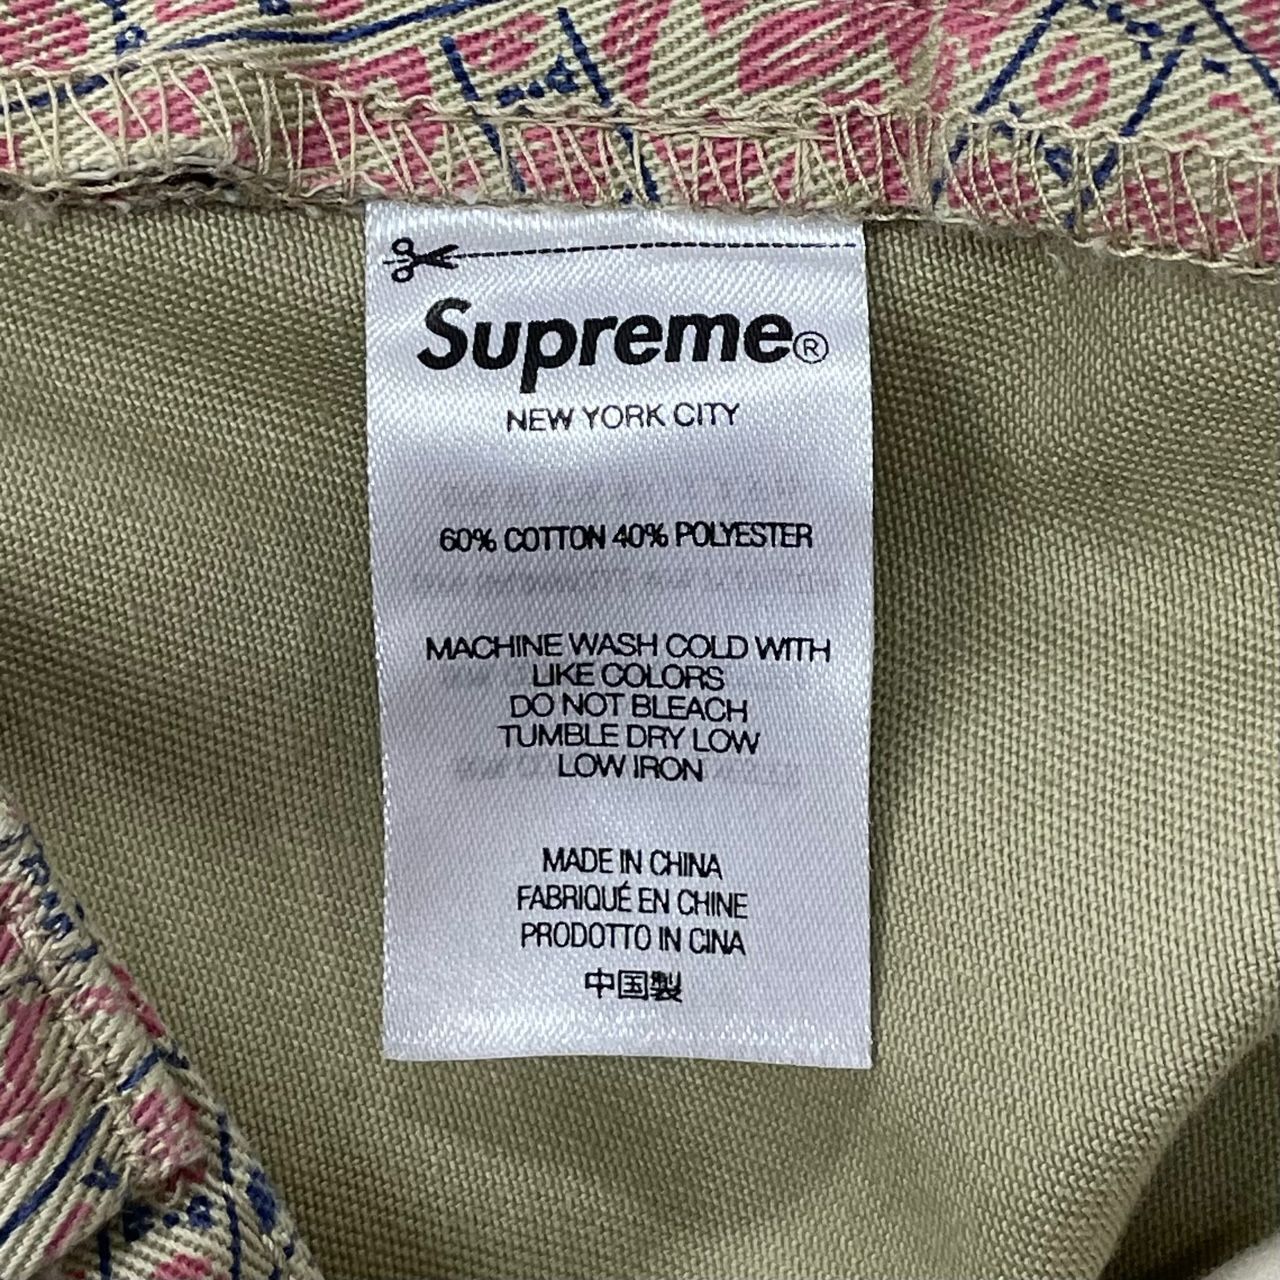 Supreme®
NEW YORK CITY
60% COTTON 40% POLYESTER
MACHINE WASH COLD WITH
LIKE COLORS
DO NOT BLEACH
TUMBLE DRY LOW
LOW IRON
MADE IN CHINA
FABRIQUÉ EN CHINE
PRODOTTO IN CINA
中国製